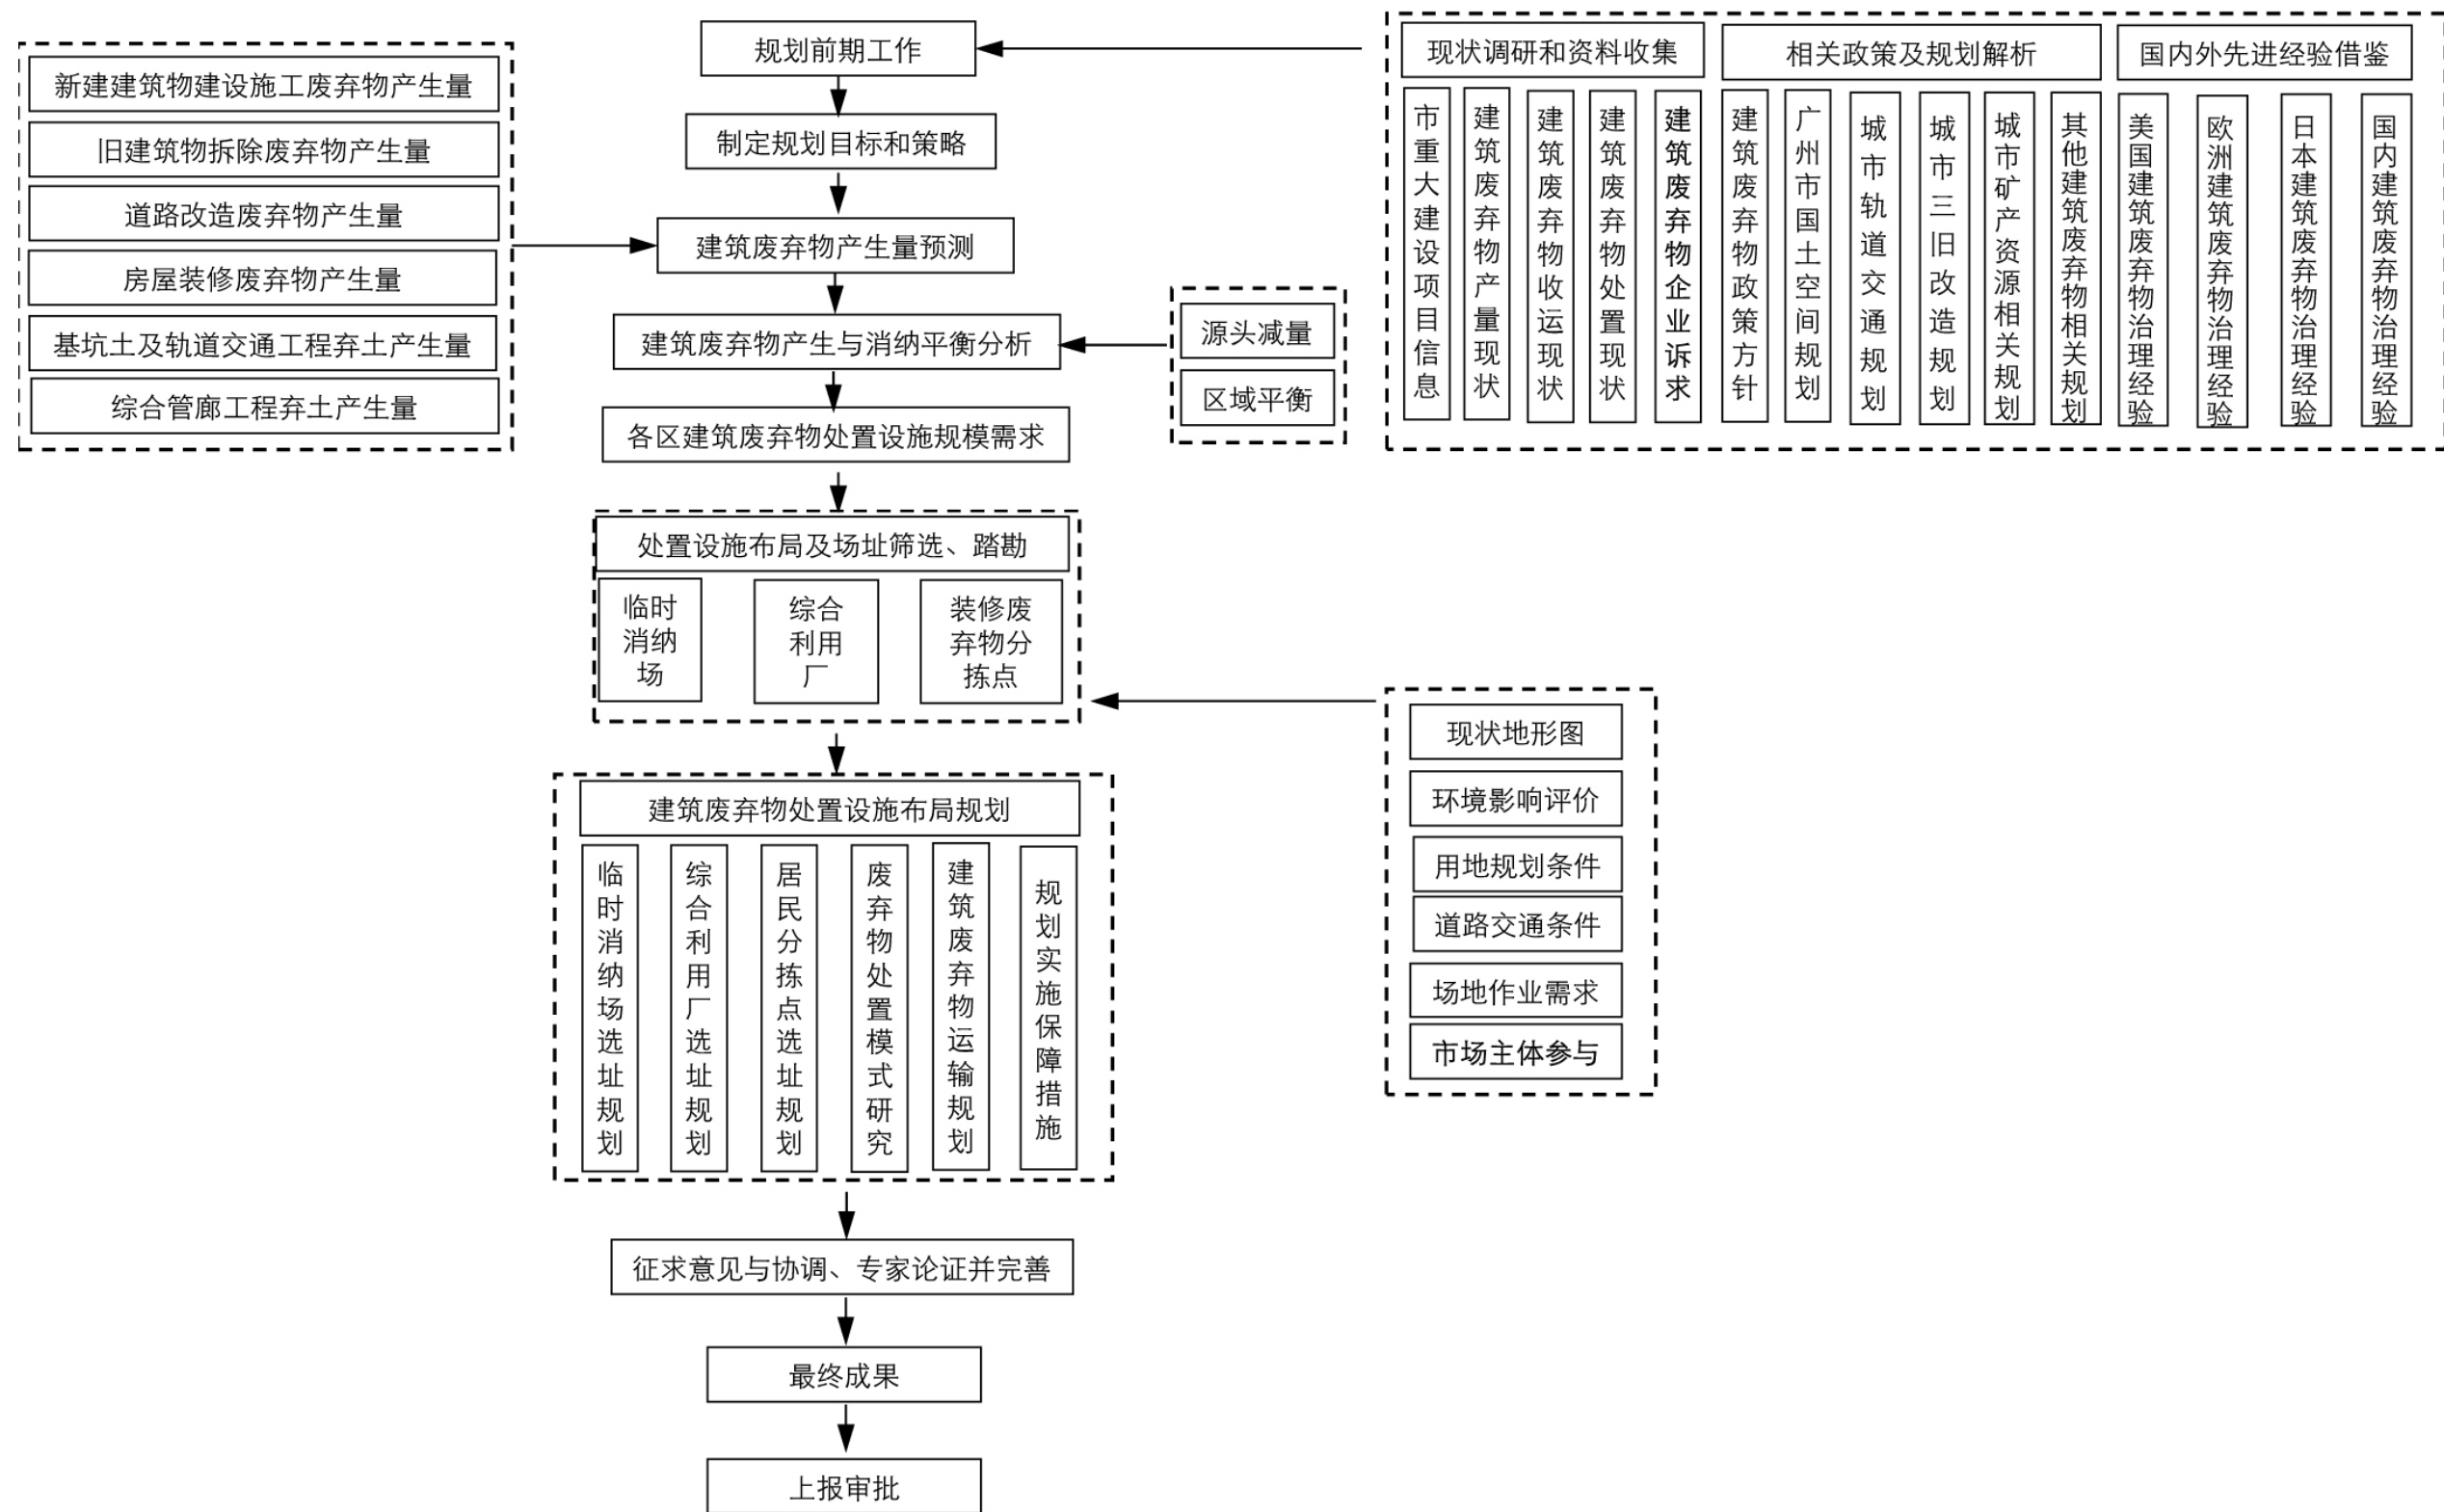 规划前期工作
制定规划目标和策略
建筑废弃物产生量预测
建筑废弃物产生与消纳平衡分析
各区建筑废弃物处置设施规模需求
新建建筑物建设施工废弃物产生量
旧建筑物拆除废弃物产生量
道路改造废弃物产生量
房屋装修废弃物产生量
基坑土及轨道交通工程弃土产生量
综合管廊工程弃土产生量
源头减量
区域平衡
现状调研和资料收集
市重大建设项目信息
建筑废弃物产量现状
建筑废弃物收运现状
建筑废弃物处置现状
建筑废弃物企业诉求
相关政策及规划解析
建筑废弃物政策方针
广州市国土空间规划
城市轨道交通规划
城市三旧改造规划
城市矿产资源相关规划
其他建筑废弃物相关规划
国内外先进经验借鉴
美国建筑废弃物治理经验
欧洲建筑废弃物治理经验
日本建筑废弃物治理经验
国内建筑废弃物治理经验
处置设施布局及场址筛选、踏勘
临时
消纳
场
综合
利用
厂
装修废
弃物分
拣点
现状地形图
环境影响评价
用地规划条件
道路交通条件
场地作业需求
市场主体参与
建筑废弃物处置设施布局规划
临时消纳场选址规划
综合利用厂选址规划
居民分拣点选址规划
废弃物处置模式研究
建筑废弃物运输规划
规划实施保障措施
征求意见与协调、专家论证并完善
最终成果
上报审批